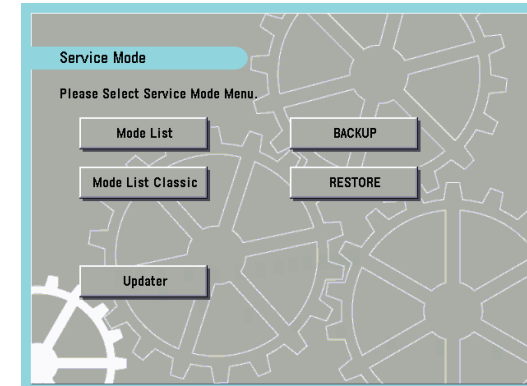 Service Mode
Please Select Service Mode Menu.
Mode List
BACKUP
Mode List Classic
RESTORE
Updater